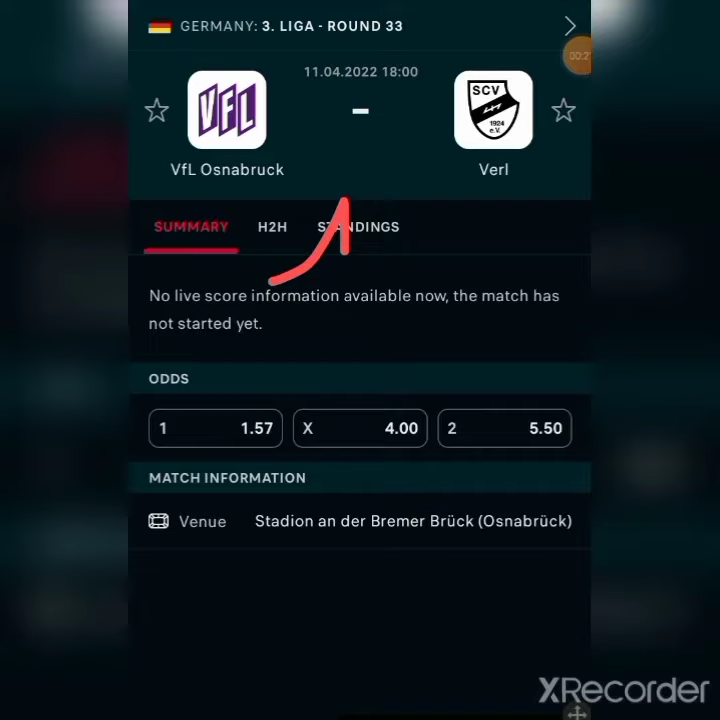 GERMANY: 3. LIGA - ROUND 33
11.04.2022 18:00
VFL
SCV
1924
e.V.
-
VfL Osnabruck
Verl
SUMMARY H2H STANDINGS
No live score information available now, the match has
not started yet.
ODDS
1 1.57 X 4.00 2 5.50
MATCH INFORMATION
Venue Stadion an der Bremer Brück (Osnabrück)
XRecorder